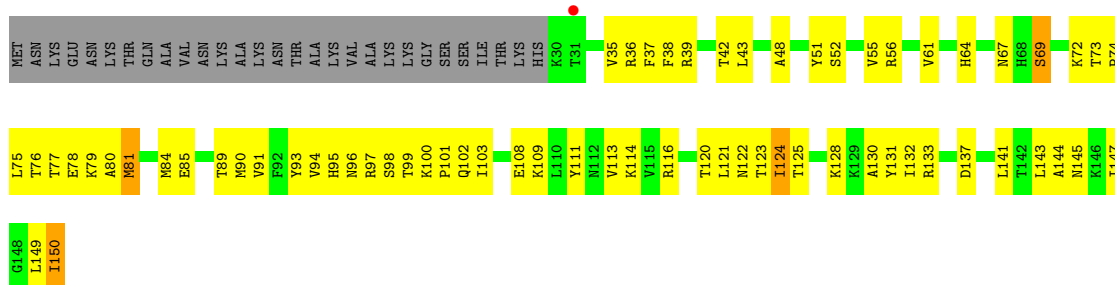 MET ASN LYS GLU ASN LYS THR GLN ALA VAL ASN LYS ALA LYS ASN THR ALA LYS VAL ALA LYS LYS GLY SER SER ILE THR LYS HIS K30 T31 V35 R36 F37 F38 R39 T42 L43 A48 Y51 S52 V55 R56 V61 H64 N67 H68 S69 K72 T73
L75 T76 T77 E78 K79 A80 M81 M84 E85 T89 M90 V91 F92 Y93 V94 H95 N96 R97 S98 T99 K100 P101 Q102 I103 E108 K109 L110 Y111 N112 V113 K114 V115 R116 T120 L121 N122 T123 I124 T125 K128 K129 A130 Y131 I132 R133 D137 L141 T142 L143 A144 N145 K146
G148 L149 I150